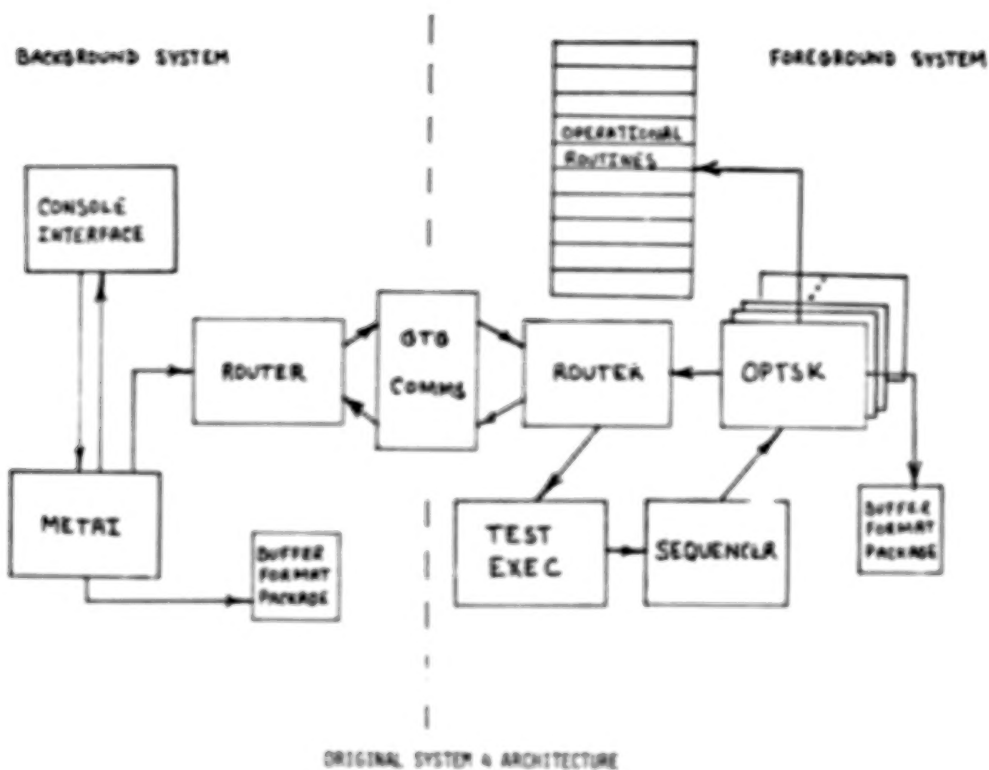 BACKGROUND SYSTEM
FOREGROUND SYSTEM
OPERATIONAL
ROUTINES
CONSOLE
INTERFACE
ROUTER
GTG
COMMS
ROUTER
OPTSK
METRI
BUFFER
FORMAT
PACKAGE
TEST
EXEC
SEQUENCER
BUFFER
FORMAT
PACKAGE
ORIGINAL SYSTEM 4 ARCHITECTURE